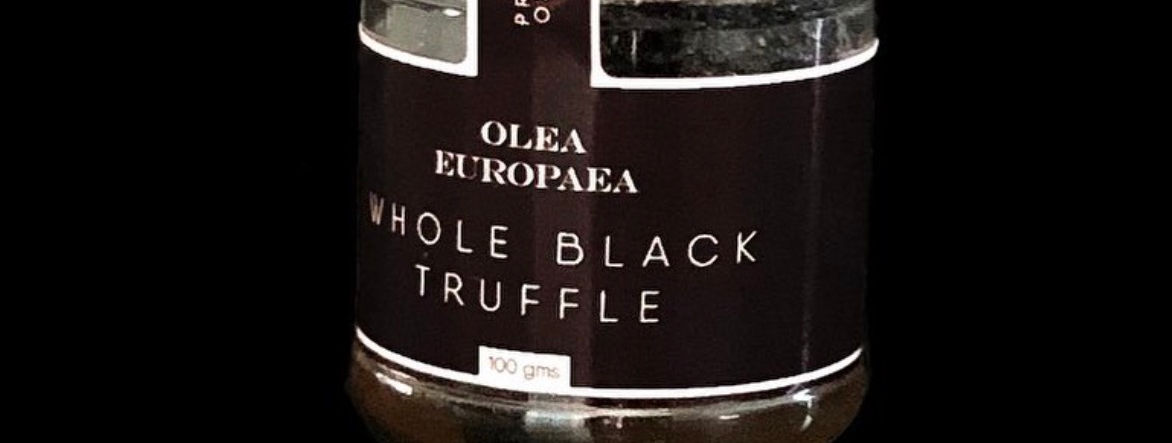 OLEA
EUROPAEA
WHOLE BLACK
TRUFFLE
100 gms